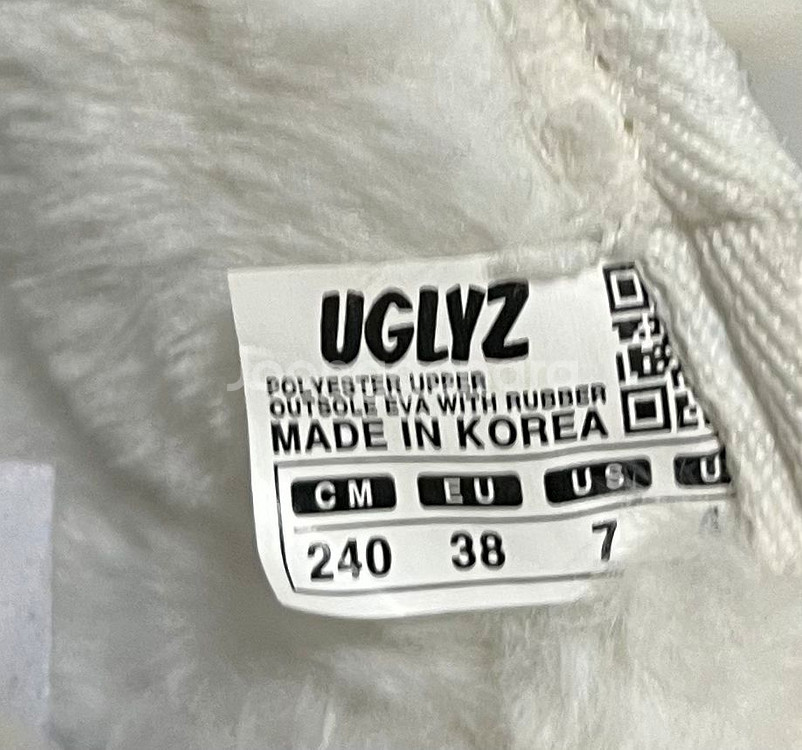 UGLYZ
POLYESTER UPPER
OUTSOLE EVA WITH RUBBER
MADE IN KOREA
CM EU US
240 38 7